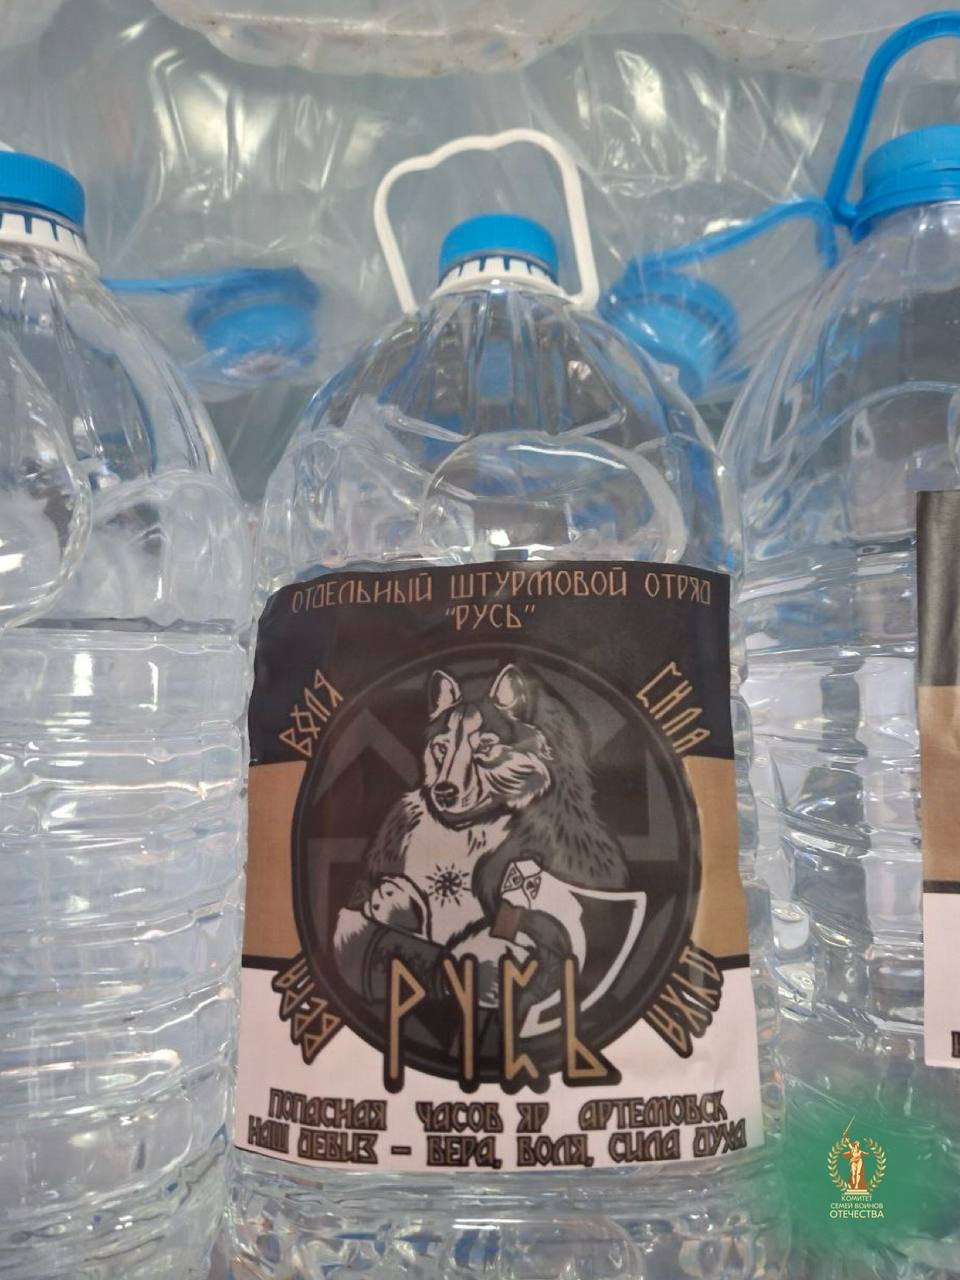 ОТДЕЛЬНЫЙ ШТУРМОВОЙ ОТРЯД
"РУСЬ"
ВОЛЯ
СИЛА
ВЕРА
ДУХА
РУСЬ
ПОПАСНАЯ ЧАСОВ ЯР АРТЕМОВСК
НАШ ДЕВИЗ – ВЕРА, ВОЛЯ, СИЛА ДУХА
КОМИТЕТ
СЕМЕЙ ВОИНОВ
ОТЕЧЕСТВА